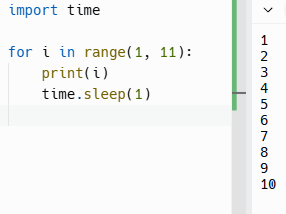 import time

for i in range(1, 11):
    print(i)
    time.sleep(1)
1
2
3
4
5
6
7
8
9
10